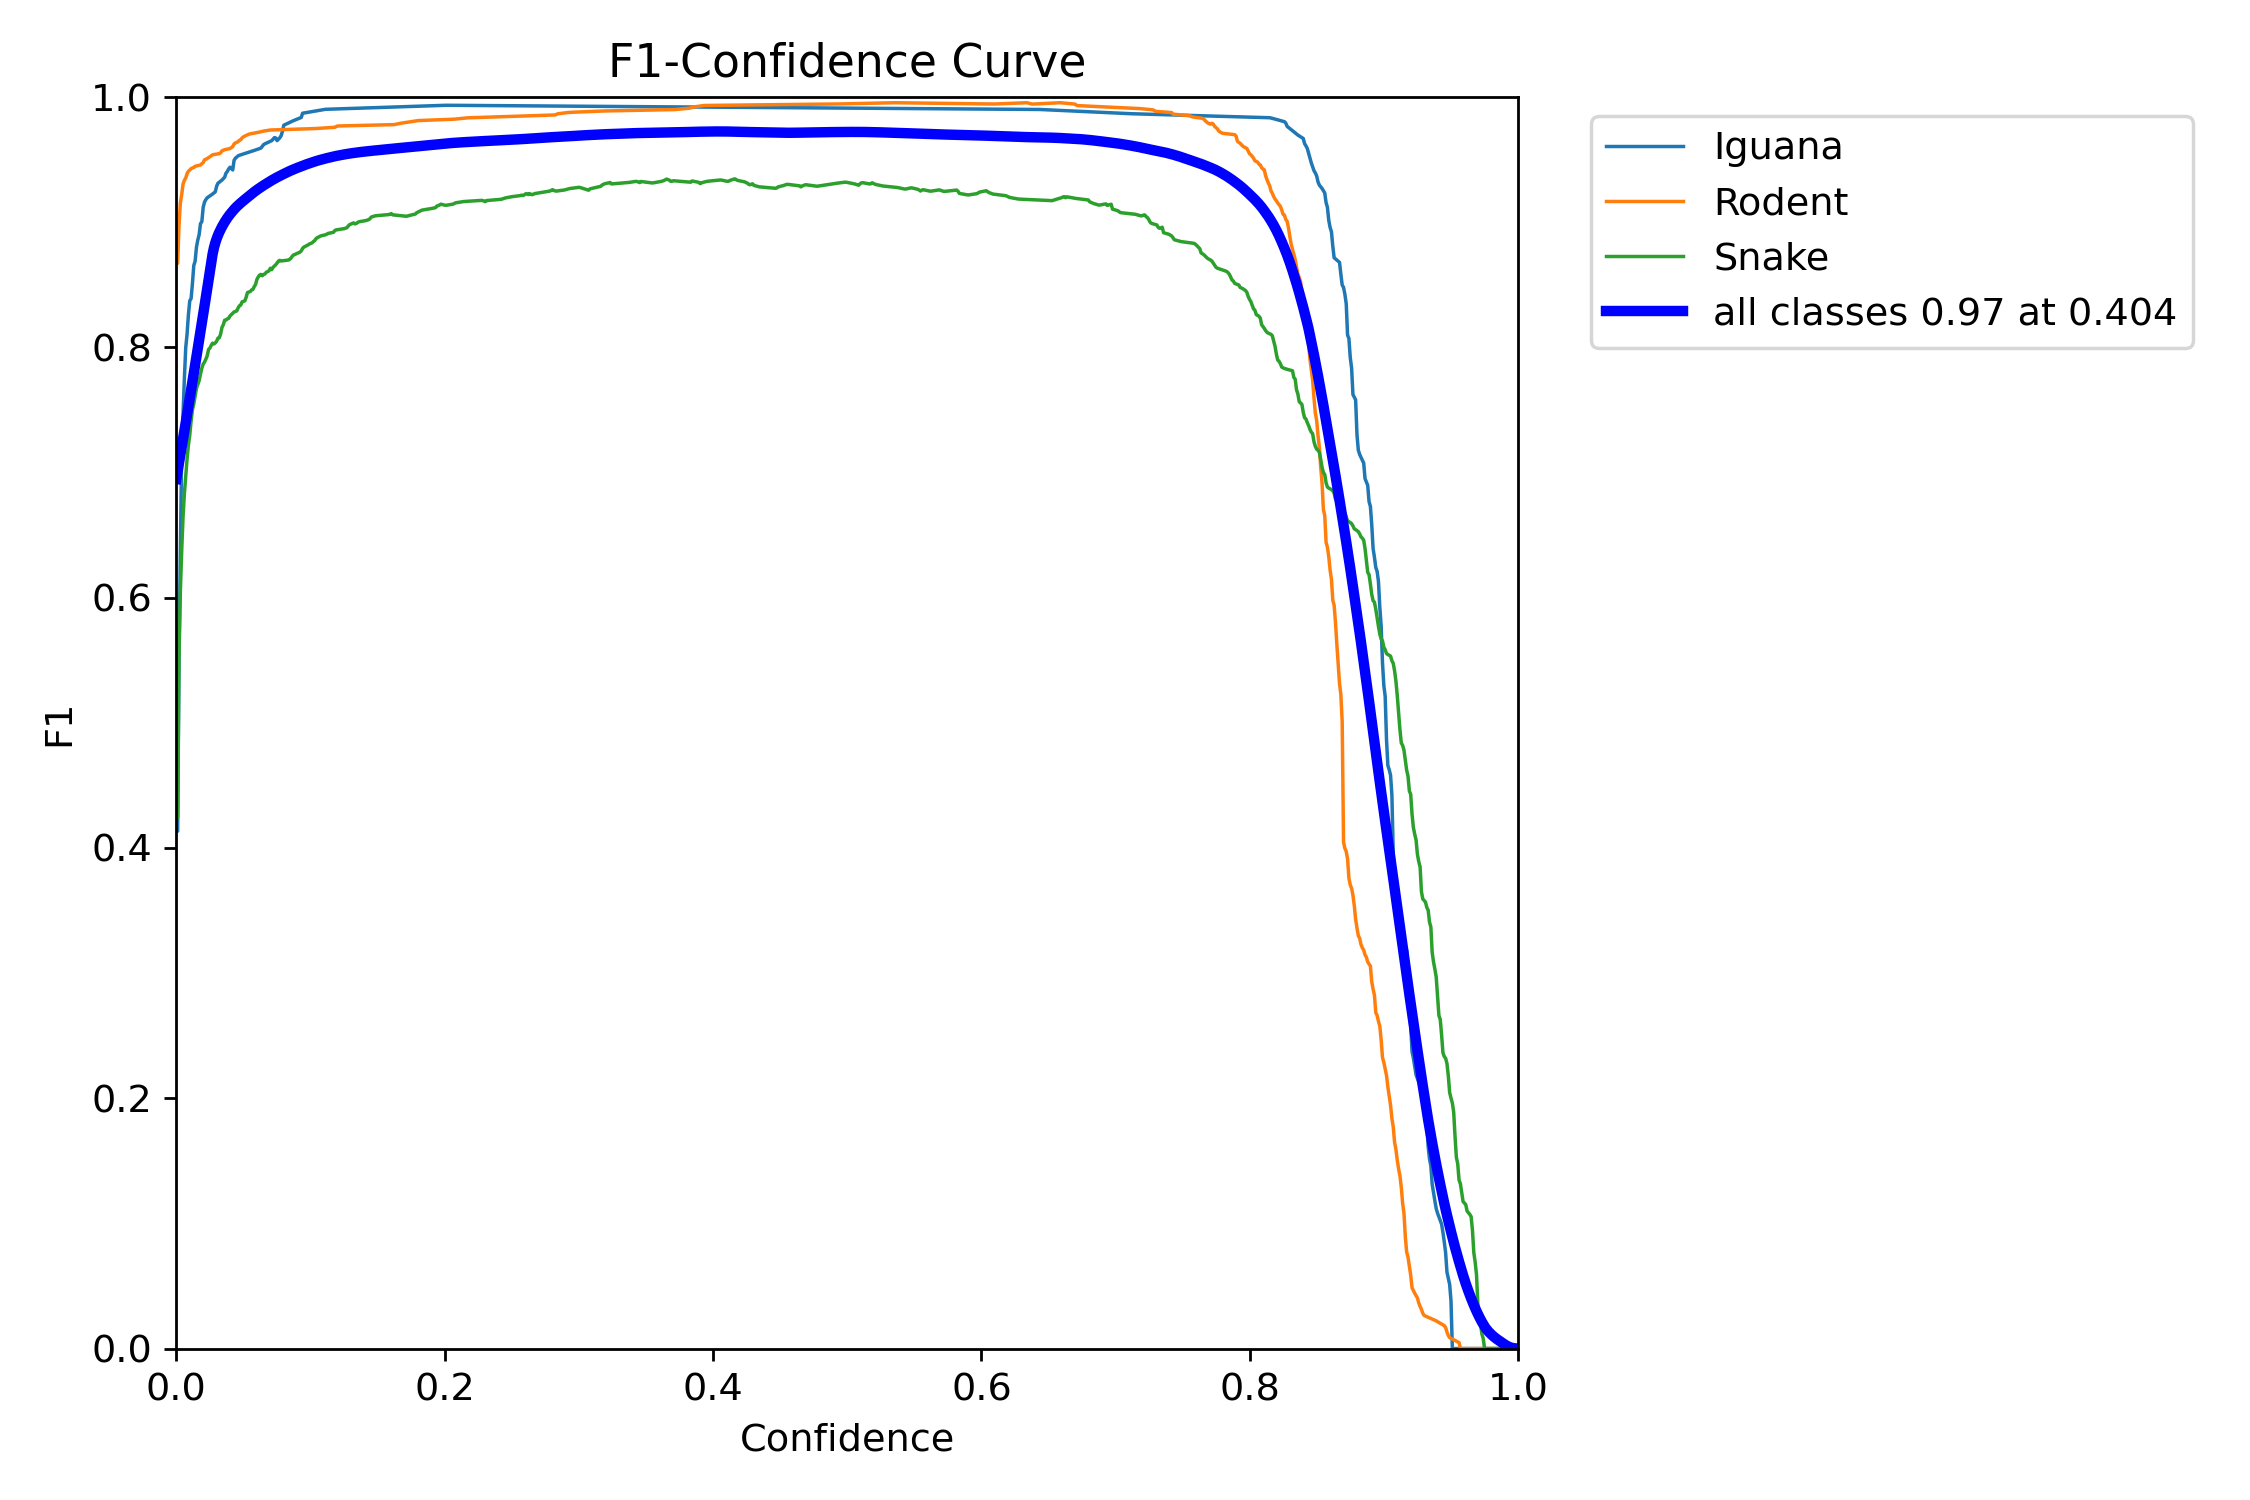 F1-Confidence Curve
1.0
0.8
0.6
0.4
0.2
0.0
F1
0.0 0.2 0.4 0.6 0.8 1.0
Confidence
Iguana
Rodent
Snake
all classes 0.97 at 0.404